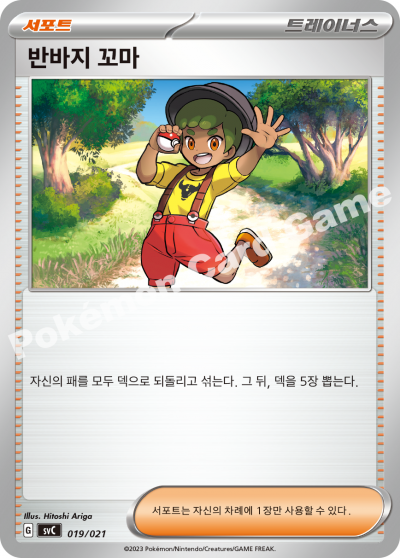 서포트
트레이너스
반바지 꼬마
Pokémon Card Game
자신의 패를 모두 덱으로 되돌리고 섞는다. 그 뒤, 덱을 5장 뽑는다.
Illus. Hitoshi Ariga
서포트는 자신의 차례에 1장만 사용할 수 있다.
G svC 019/021
©2023 Pokémon/Nintendo/Creatures/GAME FREAK.